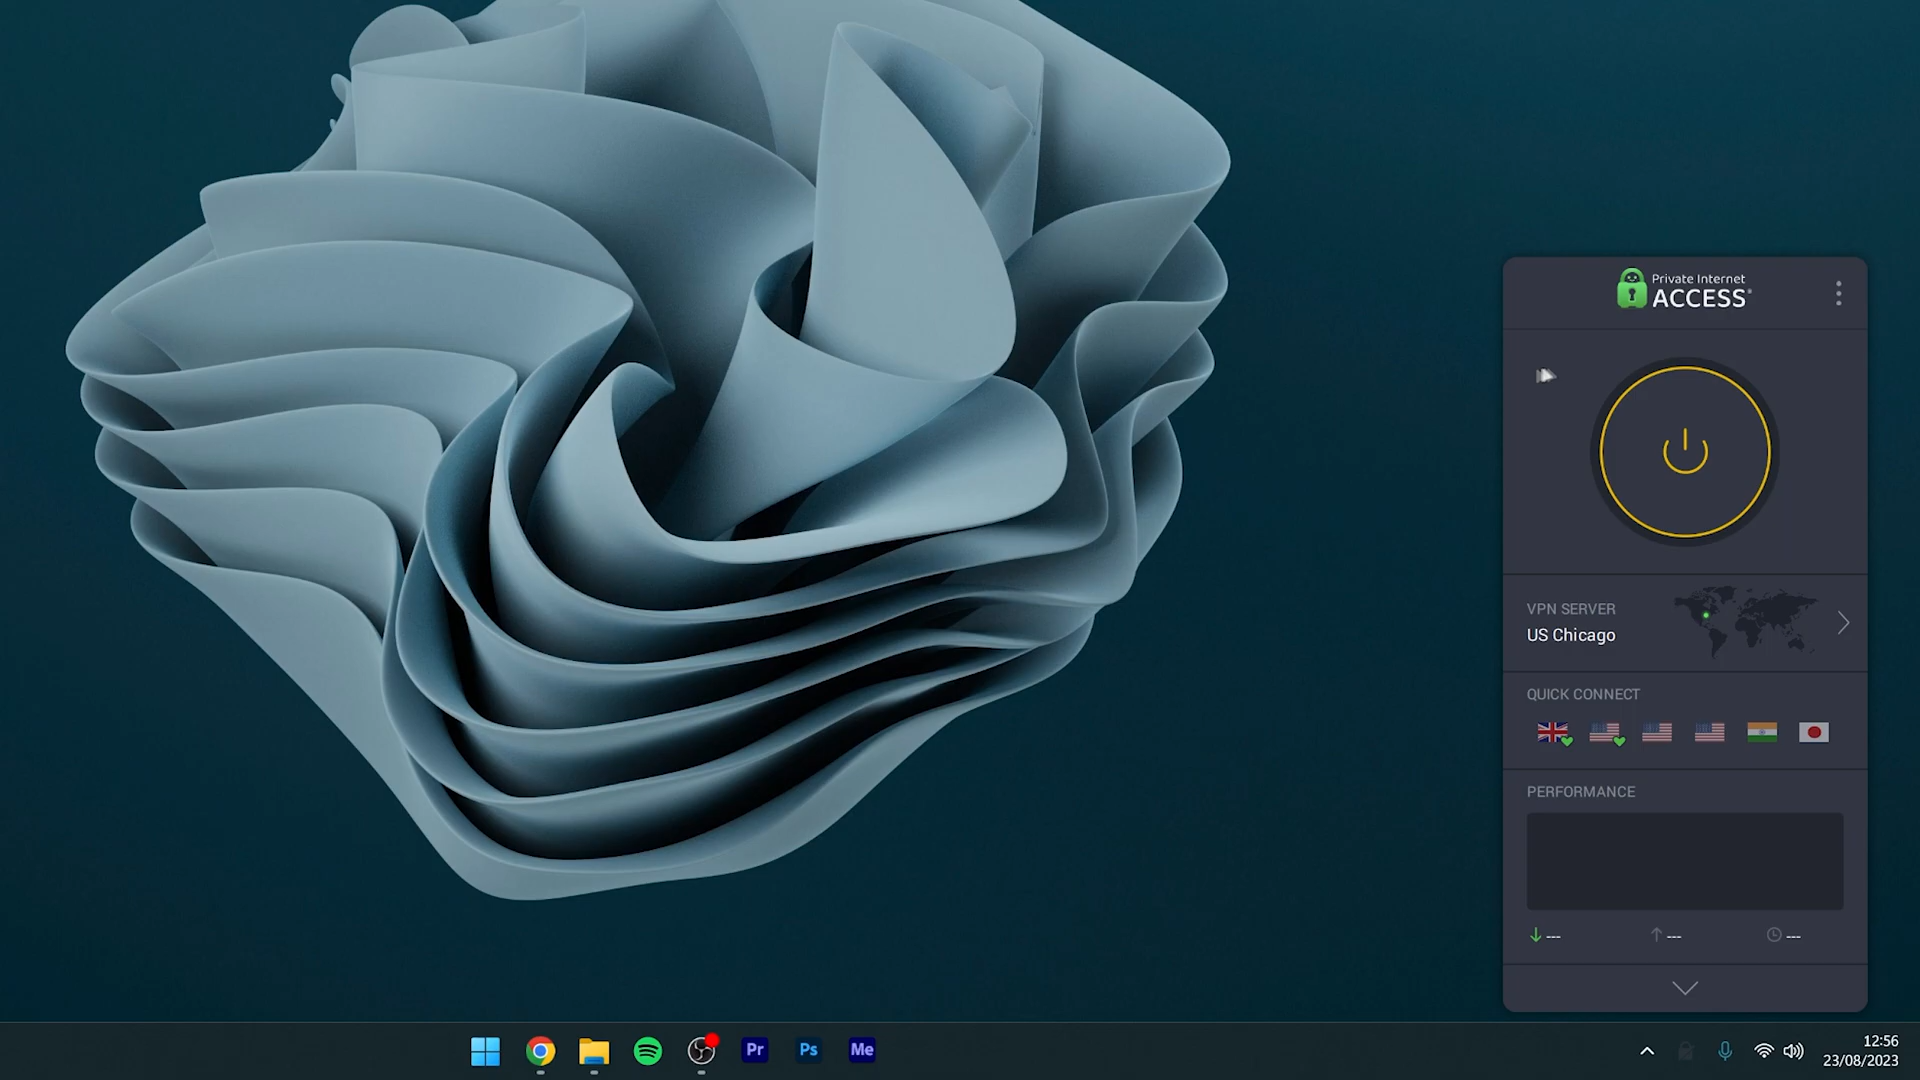 Private Internet
ACCESS®
VPN SERVER
US Chicago
QUICK CONNECT
PERFORMANCE
---
---
---
Pr
Ps
Me
12:56
23/08/2023